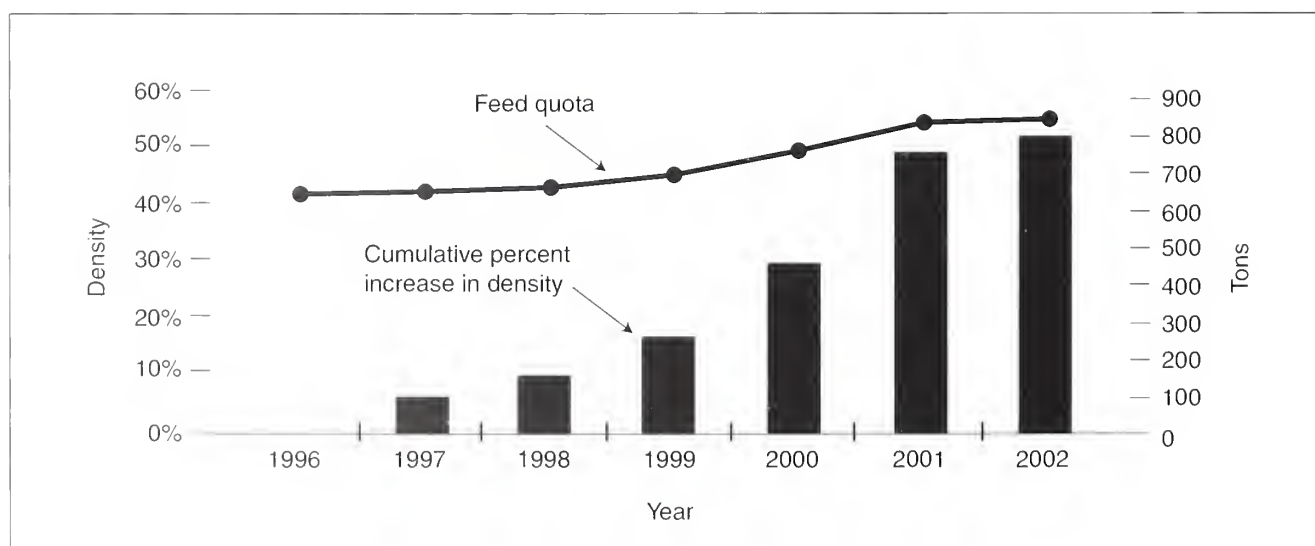 60%
50%
40%
30%
20%
10%
0%
Density
Feed quota
Cumulative percent
increase in density
900
800
700
600
500
400
300
200
100
0
Tons
1996 1997 1998 1999 2000 2001 2002
Year